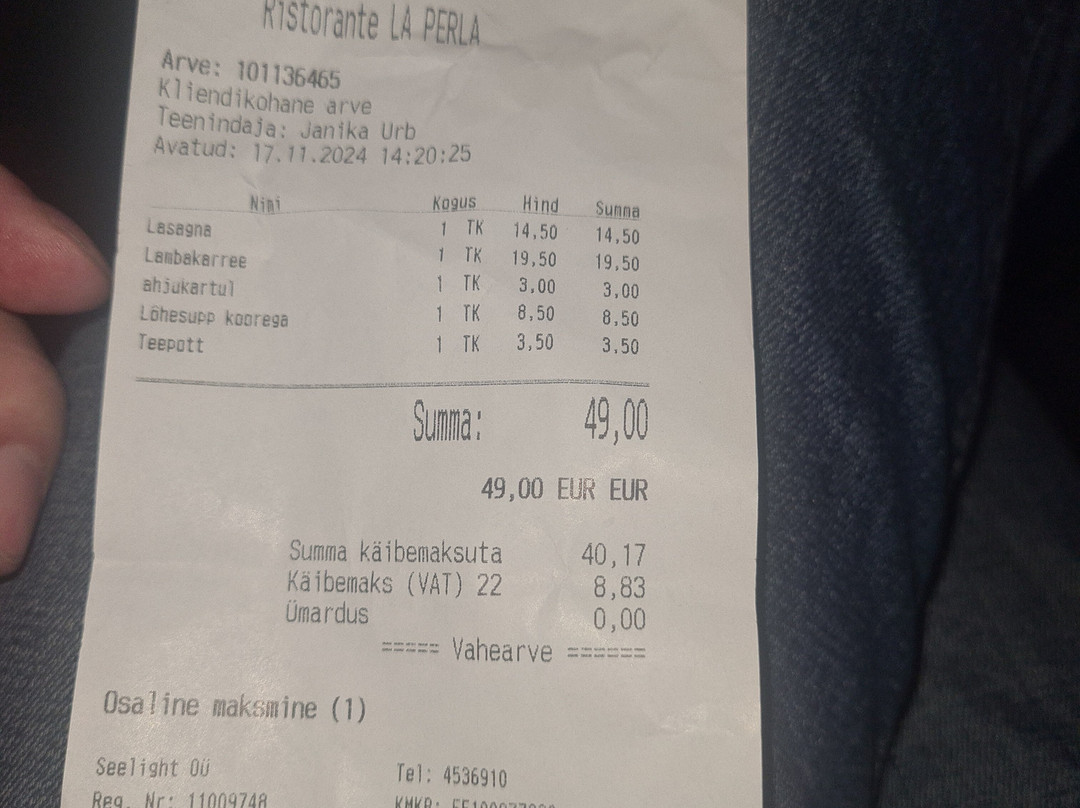 Ristorante LA PERLA
Arve: 101136465
Kliendikohane arve
Teenindaja: Janika Urb
Avatud: 17.11.2024 14:20:25
Nimi Kogus Hind Summa
Lasagna 1 TK 14,50 14,50
Lambakarree 1 TK 19,50 19,50
ahjukartul 1 TK 3,00 3,00
Lõhesupp koorega 1 TK 8,50 8,50
Teepott 1 TK 3,50 3,50
Summa: 49,00
49,00 EUR EUR
Summa käibemaksuta 40,17
Käibemaks (VAT) 22 8,83
Ümardus 0,00
===== Vahearve ======
Osaline maksmine (1)
Seelight OÜ Tel: 4536910
Reg. Nr: 11009748 KMKR: